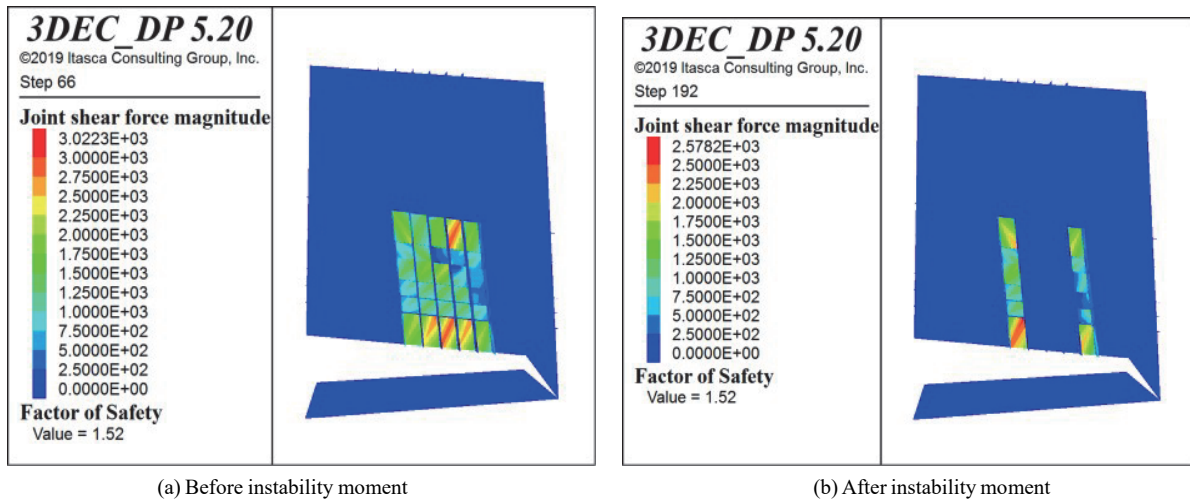 3DEC_DP 5.20
©2019 Itasca Consulting Group, Inc.
Step 66
Joint shear force magnitude
3.0223E+03
3.0000E+03
2.7500E+03
2.5000E+03
2.2500E+03
2.0000E+03
1.7500E+03
1.5000E+03
1.2500E+03
1.0000E+03
7.5000E+02
5.0000E+02
2.5000E+02
0.0000E+00
Factor of Safety
Value = 1.52
(a) Before instability moment
3DEC_DP 5.20
©2019 Itasca Consulting Group, Inc.
Step 192
Joint shear force magnitude
2.5782E+03
2.5000E+03
2.2500E+03
2.0000E+03
1.7500E+03
1.5000E+03
1.2500E+03
1.0000E+03
7.5000E+02
5.0000E+02
2.5000E+02
0.0000E+00
Factor of Safety
Value = 1.52
(b) After instability moment